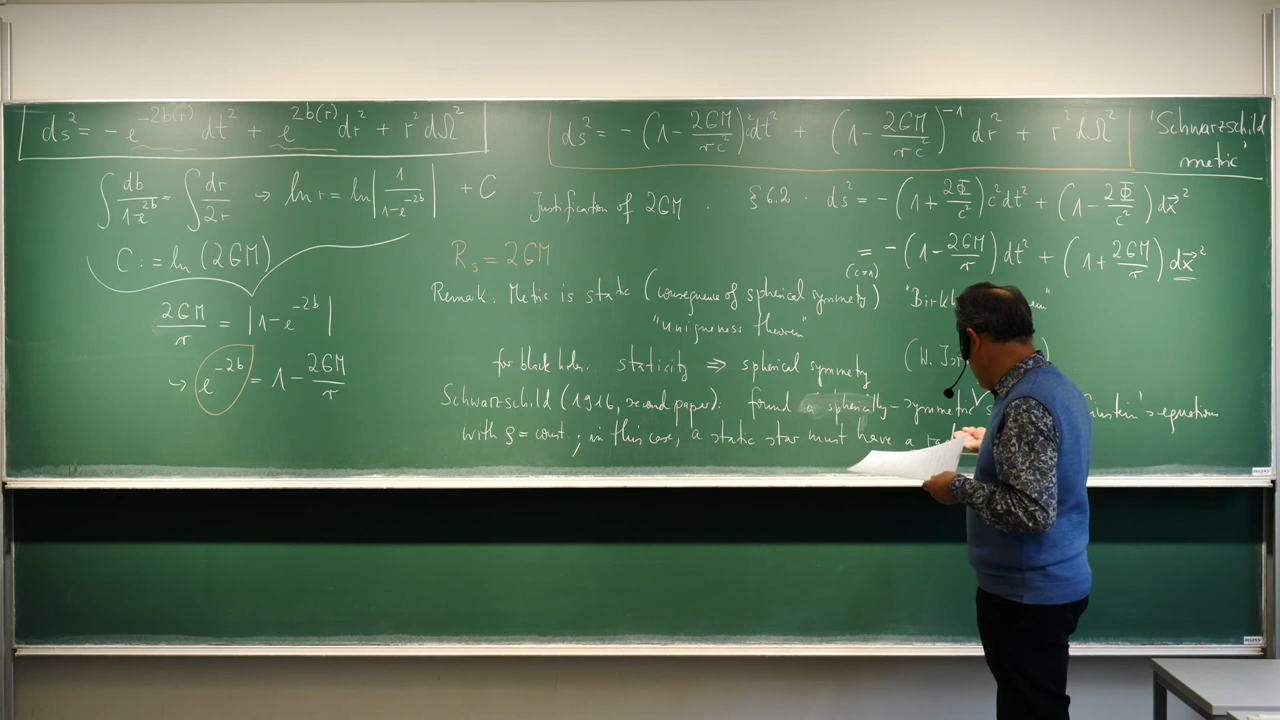 ds² = - e^{-2b(r)} dt² + e^{2b(r)} dr² + r² dΩ²
∫ db/(1-e^{2b}) = ∫ dr/2r → ln r = ln |1/(1-e^{-2b})| + C
C := ln (2GM)
2GM/r = |1-e^{-2b}|
↪ e^{-2b} = 1 - 2GM/r
ds² = - (1 - 2GM/rc²) c² dt² + (1 - 2GM/rc²)^{-1} dr² + r² dΩ²
'Schwarzschild
metric'
Justification of 2GM . § 6.2 : ds² = - (1 + 2Φ/c²) c² dt² + (1 - 2Φ/c²) dx⃗²
R_s = 2GM
= - (1 - 2GM/r) dt² + (1 + 2GM/r) dx⃗²
(c=1)
Remark: Metric is static (consequence of spherical symmetry)
"uniqueness theorem"
for black holes: staticity ⇒ spherical symmetry (W.
Schwarzschild (1916, second paper): found a spherically-symmetric equations
with ρ = const ; in this case, a static star must have a